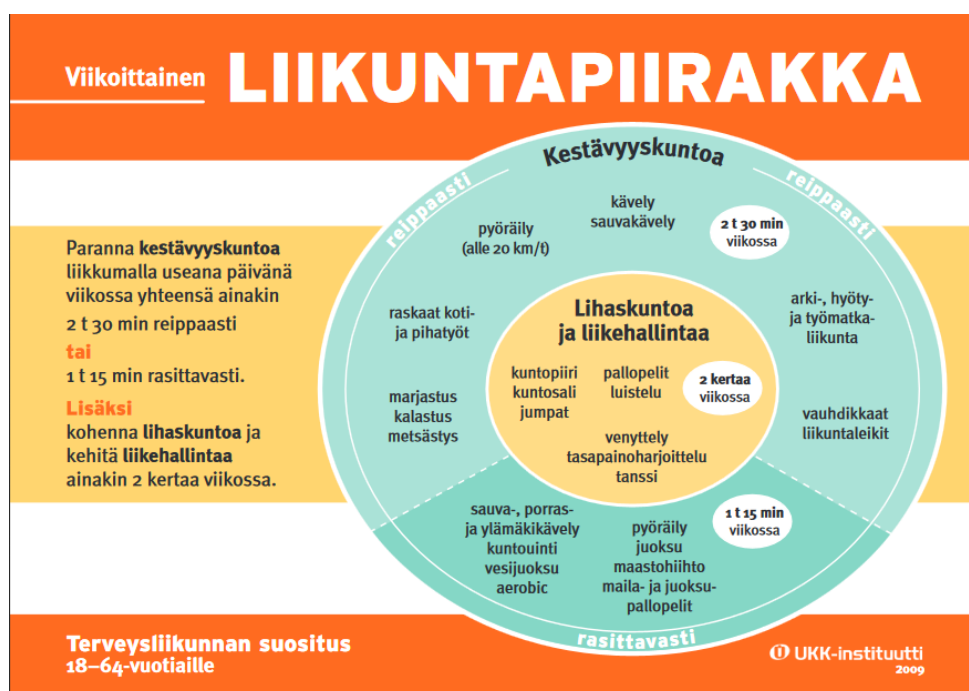 Viikoittainen LIIKUNTAPIIRAKKA
Paranna kestävyyskuntoa
liikkumalla useana päivänä
viikossa yhteensä ainakin
2 t 30 min reippaasti
tai
1 t 15 min rasittavasti.
Lisäksi
kohenna lihaskuntoa ja
kehitä liikehallintaa
ainakin 2 kertaa viikossa.
Kestävyyskuntoa
reippaasti
reippaasti
kävely
sauvakävely
2 t 30 min
viikossa
pyöräily
(alle 20 km/t)
raskaat koti-
ja pihatyöt
arki-, hyöty-
ja työmatka-
liikunta
marjastus
kalastus
metsästys
vauhdikkaat
liikuntaleikit
Lihaskuntoa
ja liikehallintaa
kuntopiiri
kuntosali
jumpat
pallopelit
luistelu
2 kertaa
viikossa
venyttely
tasapainoharjoittelu
tanssi
sauva-, porras-
ja ylämäkikävely
kuntouinti
vesijuoksu
aerobic
pyöräily
juoksu
maastohiihto
maila- ja juoksu-
pallopelit
1 t 15 min
viikossa
rasittavasti
Terveysliikunnan suositus
18–64-vuotiaille
UKK-instituutti
2009